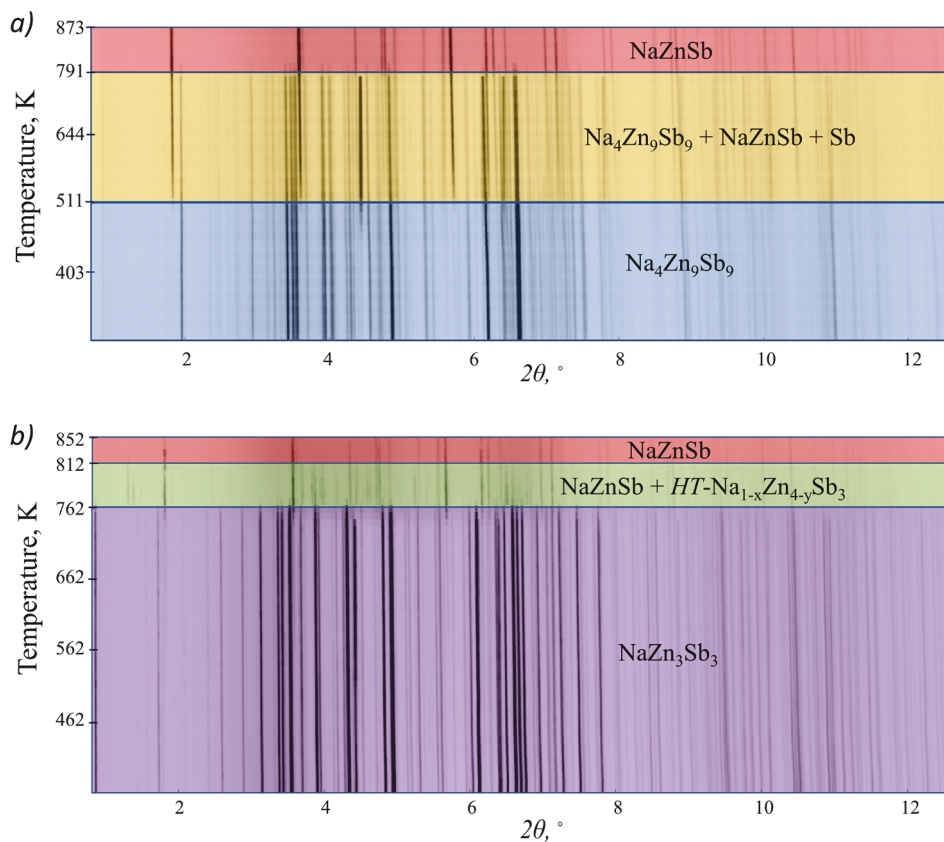 a)
873
791
644
511
403
Temperature, K
NaZnSb
Na₄Zn₉Sb₉ + NaZnSb + Sb
Na₄Zn₉Sb₉
2 4 6 8 10 12
2θ, °
b)
852
812
762
662
562
462
Temperature, K
NaZnSb
NaZnSb + HT-Na₁₋ₓZn₄₋ᵧSb₃
NaZn₃Sb₃
2 4 6 8 10 12
2θ, °